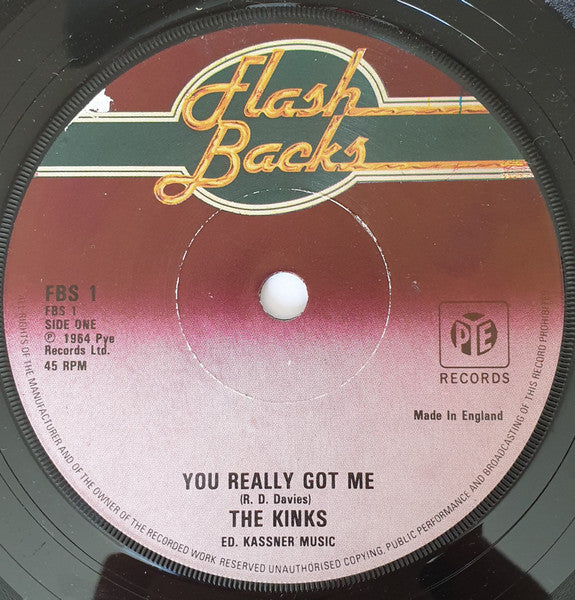 Flash
Backs
FBS 1
FBS 1
SIDE ONE
℗ 1964 Pye
Records Ltd.
45 RPM
PYE
RECORDS
Made in England
YOU REALLY GOT ME
(R. D. Davies)
THE KINKS
ED. KASSNER MUSIC
ALL RIGHTS OF THE MANUFACTURER AND OF THE OWNER OF THE RECORDED WORK RESERVED UNAUTHORISED COPYING, PUBLIC PERFORMANCE AND BROADCASTING OF THIS RECORD PROHIBITED